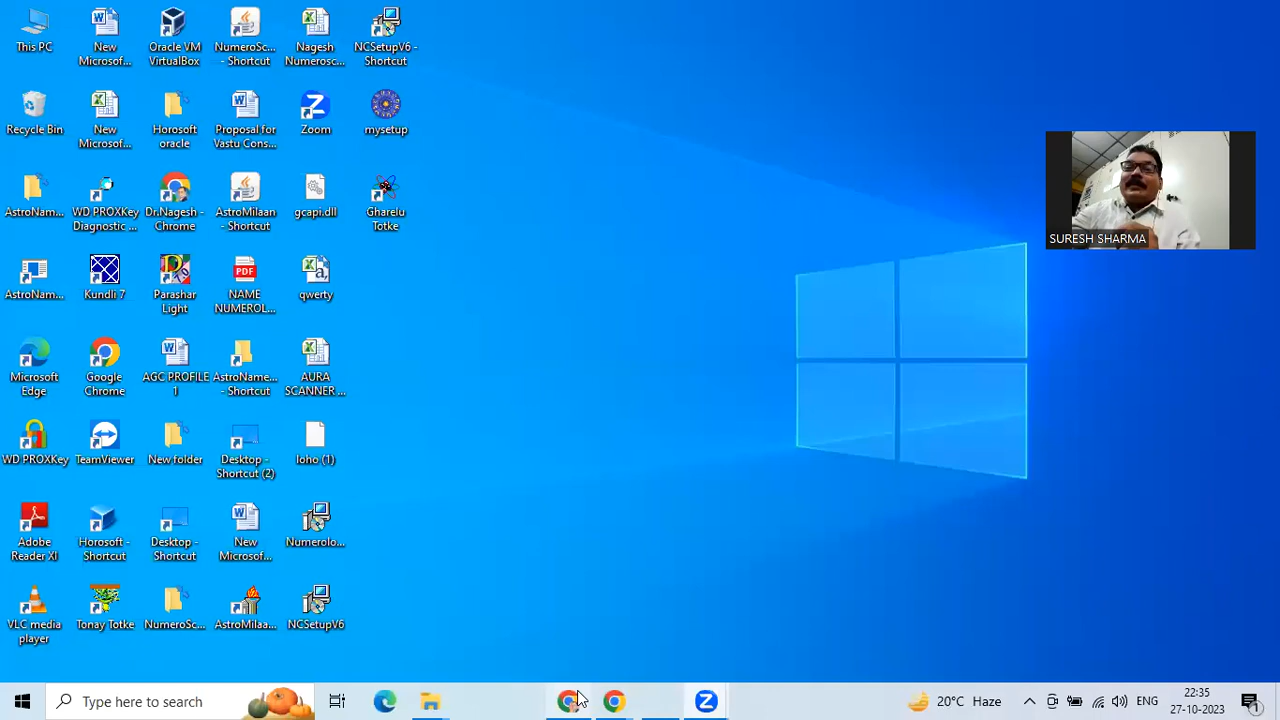 This PC
New
Microsof...
Oracle VM
VirtualBox
NumeroSc...
- Shortcut
Nagesh
Numerosc...
NCSetupV6 -
Shortcut
Recycle Bin
New
Microsof...
Horosoft
oracle
Proposal for
Vastu Cons...
Zoom
mysetup
AstroNam...
WD PROXKey
Diagnostic ...
Dr.Nagesh -
Chrome
AstroMilaan
- Shortcut
gcapi.dll
Gharelu
Totke
SURESH SHARMA
AstroNam...
Kundli 7
Parashar
Light
NAME
NUMEROL...
qwerty
Microsoft
Edge
Google
Chrome
AGC PROFILE
1
AstroName...
- Shortcut
AURA
SCANNER ...
WD PROXKey
TeamViewer
New folder
Desktop -
Shortcut (2)
loho (1)
Adobe
Reader XI
Horosoft -
Shortcut
Desktop -
Shortcut
New
Microsof...
Numerolo...
VLC media
player
Tonay Totke
NumeroSc...
AstroMilaa...
NCSetupV6
Type here to search
20°C Haze
ENG
22:35
27-10-2023
1